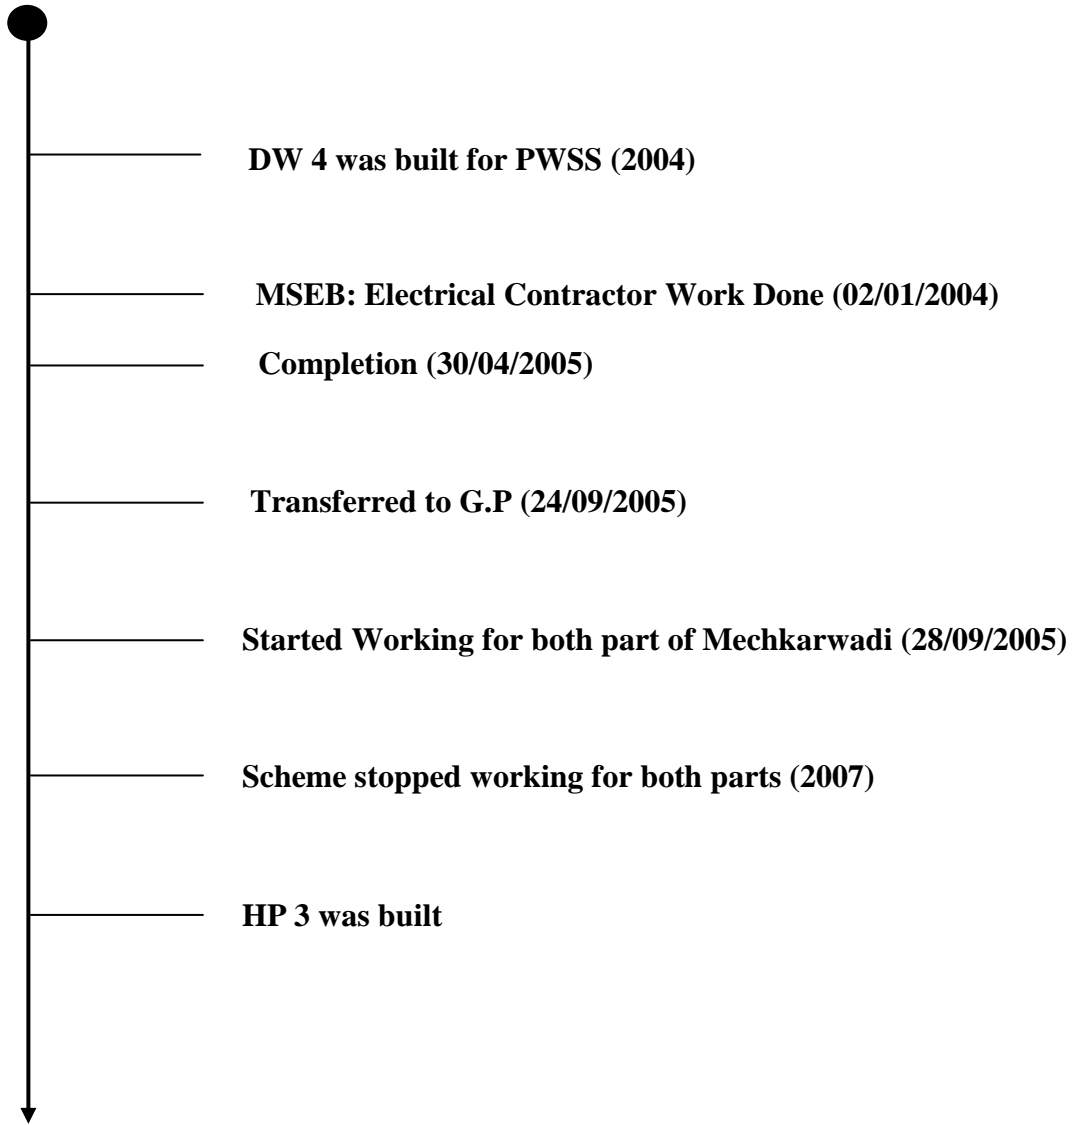 DW 4 was built for PWSS (2004)
MSEB: Electrical Contractor Work Done (02/01/2004)
Completion (30/04/2005)
Transferred to G.P (24/09/2005)
Started Working for both part of Mechkarwadi (28/09/2005)
Scheme stopped working for both parts (2007)
HP 3 was built